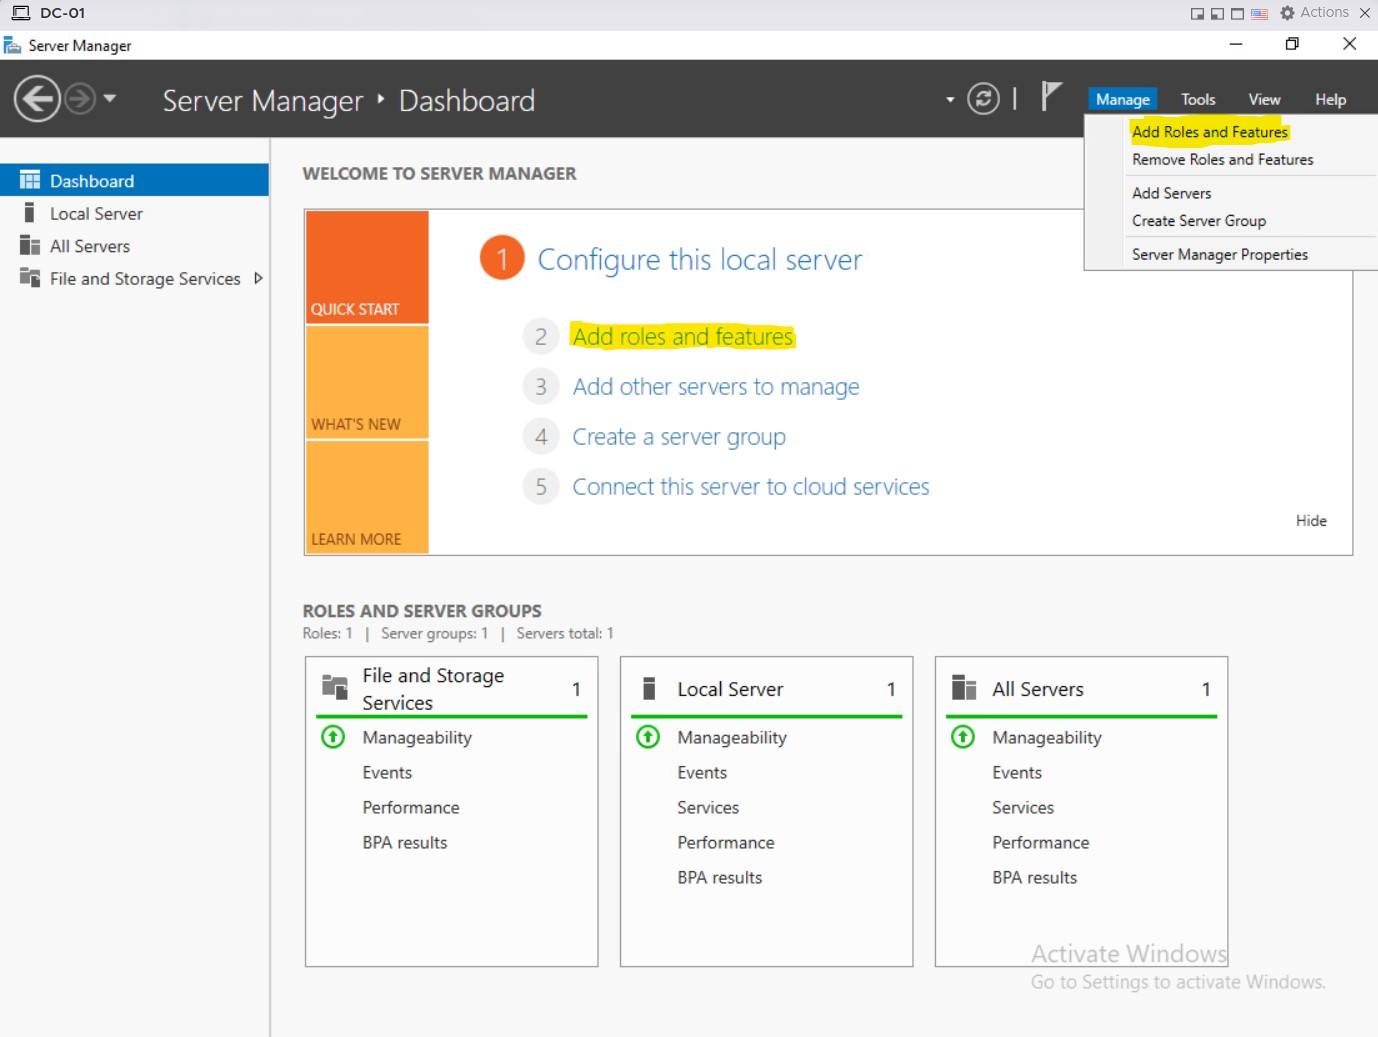 DC-01
Actions
Server Manager
Server Manager
Dashboard
Manage
Tools
View
Help
Add Roles and Features
Remove Roles and Features
Add Servers
Create Server Group
Server Manager Properties
Dashboard
Local Server
All Servers
File and Storage Services
WELCOME TO SERVER MANAGER
QUICK START
WHAT'S NEW
LEARN MORE
1 Configure this local server
2 Add roles and features
3 Add other servers to manage
4 Create a server group
5 Connect this server to cloud services
Hide
ROLES AND SERVER GROUPS
Roles: 1 | Server groups: 1 | Servers total: 1
File and Storage
Services
1
Manageability
Events
Performance
BPA results
Local Server 1
Manageability
Events
Services
Performance
BPA results
All Servers 1
Manageability
Events
Services
Performance
BPA results
Activate Windows
Go to Settings to activate Windows.